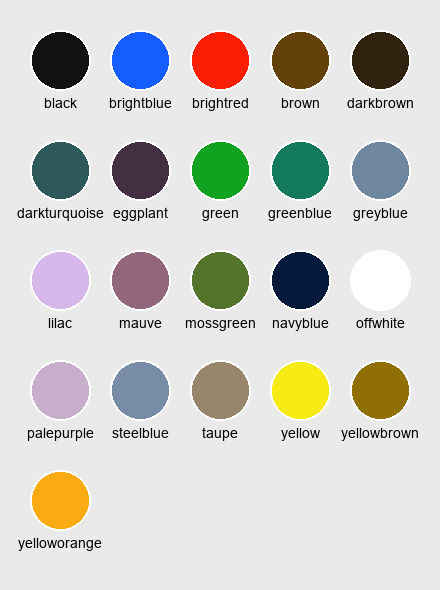 black brightblue brightred brown darkbrown
darkturquoise eggplant green greenblue greyblue
lilac mauve mossgreen navyblue offwhite
palepurple steelblue taupe yellow yellowbrown
yelloworange